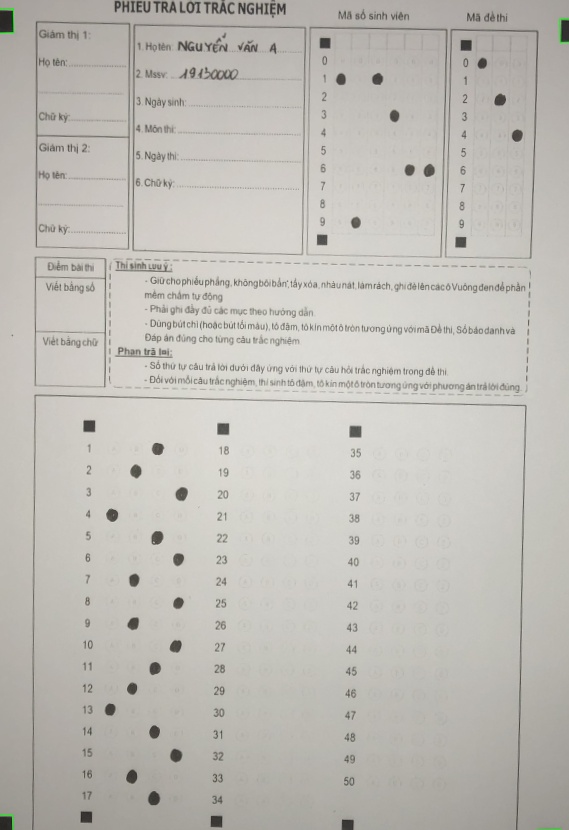 PHIẾU TRẢ LỜI TRẮC NGHIỆM
Giám thị 1:
Họ tên:
Chữ ký:
Giám thị 2:
Họ tên:
Chữ ký:
1. Họ tên: NGUYỄN VĂN A
2. Mssv: 19130000
3. Ngày sinh:
4. Môn thi:
5. Ngày thi:
6. Chữ ký:
Mã số sinh viên
0
1
2
3
4
5
6
7
8
9
Mã đề thi
0
1
2
3
4
5
6
7
8
9
Điểm bài thi
Viết bằng số
Viết bằng chữ
Thí sinh lưu ý:
- Giữ cho phiếu phẳng, không bôi bẩn, tẩy xóa, nhàu nát, làm rách, ghi đè lên các ô Vuông đen để phần
mềm chấm tự động
- Phải ghi đầy đủ các mục theo hướng dẫn
- Dùng bút chì (hoặc bút tối màu), tô đậm, tô kín một ô tròn tương ứng với mã Đề thi, Số báo danh và
Đáp án đúng cho từng câu trắc nghiệm
Phần trả lời:
- Số thứ tự câu trả lời dưới đây ứng với thứ tự câu hỏi trắc nghiệm trong đề thi.
- Đối với mỗi câu trắc nghiệm, thí sinh tô đậm, tô kín một ô tròn tương ứng với phương án trả lời đúng.
1
2
3
4
5
6
7
8
9
10
11
12
13
14
15
16
17
18
19
20
21
22
23
24
25
26
27
28
29
30
31
32
33
34
35
36
37
38
39
40
41
42
43
44
45
46
47
48
49
50